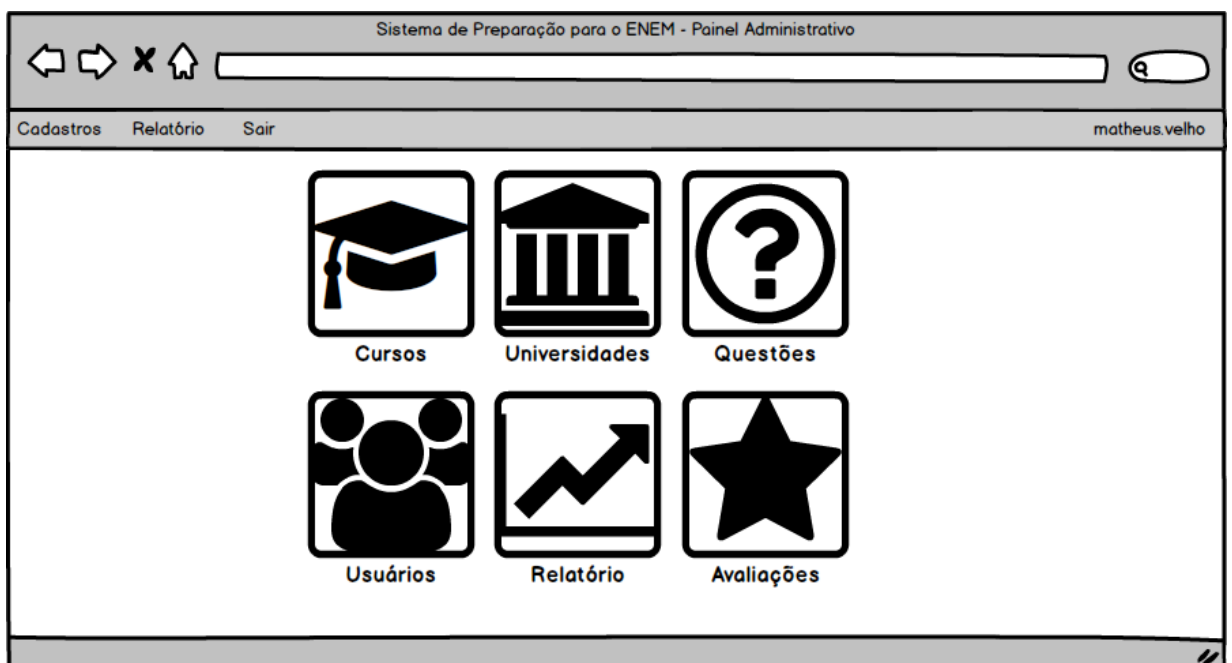 Sistema de Preparação para o ENEM - Painel Administrativo
Cadastros Relatório Sair matheus.velho
Cursos Universidades Questões
Usuários Relatório Avaliações